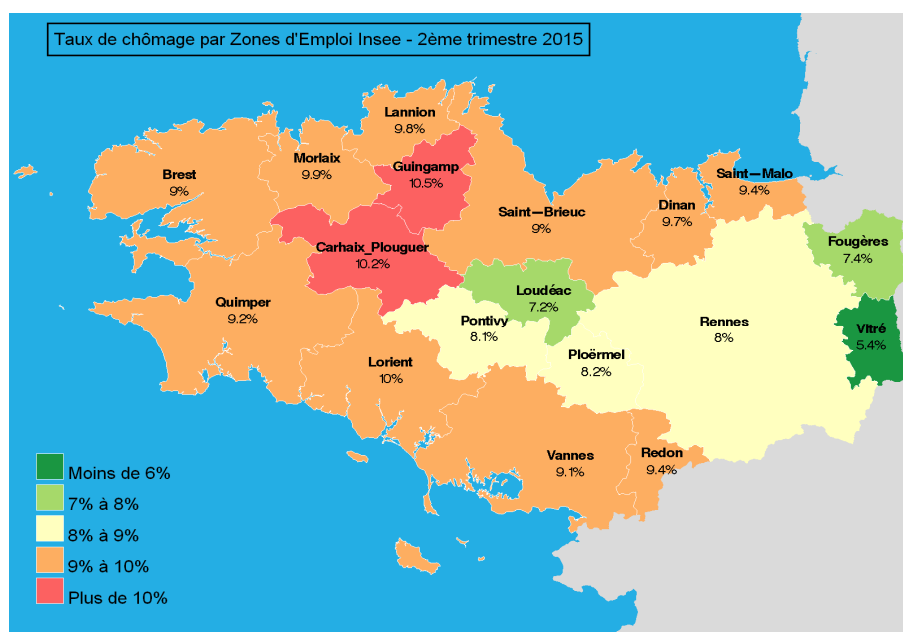 Taux de chômage par Zones d'Emploi Insee - 2ème trimestre 2015
Lannion
9.8%
Morlaix
9.9%
Guingamp
10.5%
Brest
9%
Saint-Malo
9.4%
Saint-Brieuc
9%
Dinan
9.7%
Carhaix_Plouguer
10.2%
Fougères
7.4%
Loudéac
7.2%
Quimper
9.2%
Pontivy
8.1%
Rennes
8%
Vitré
5.4%
Ploërmel
8.2%
Lorient
10%
Vannes
9.1%
Redon
9.4%
Moins de 6%
7% à 8%
8% à 9%
9% à 10%
Plus de 10%